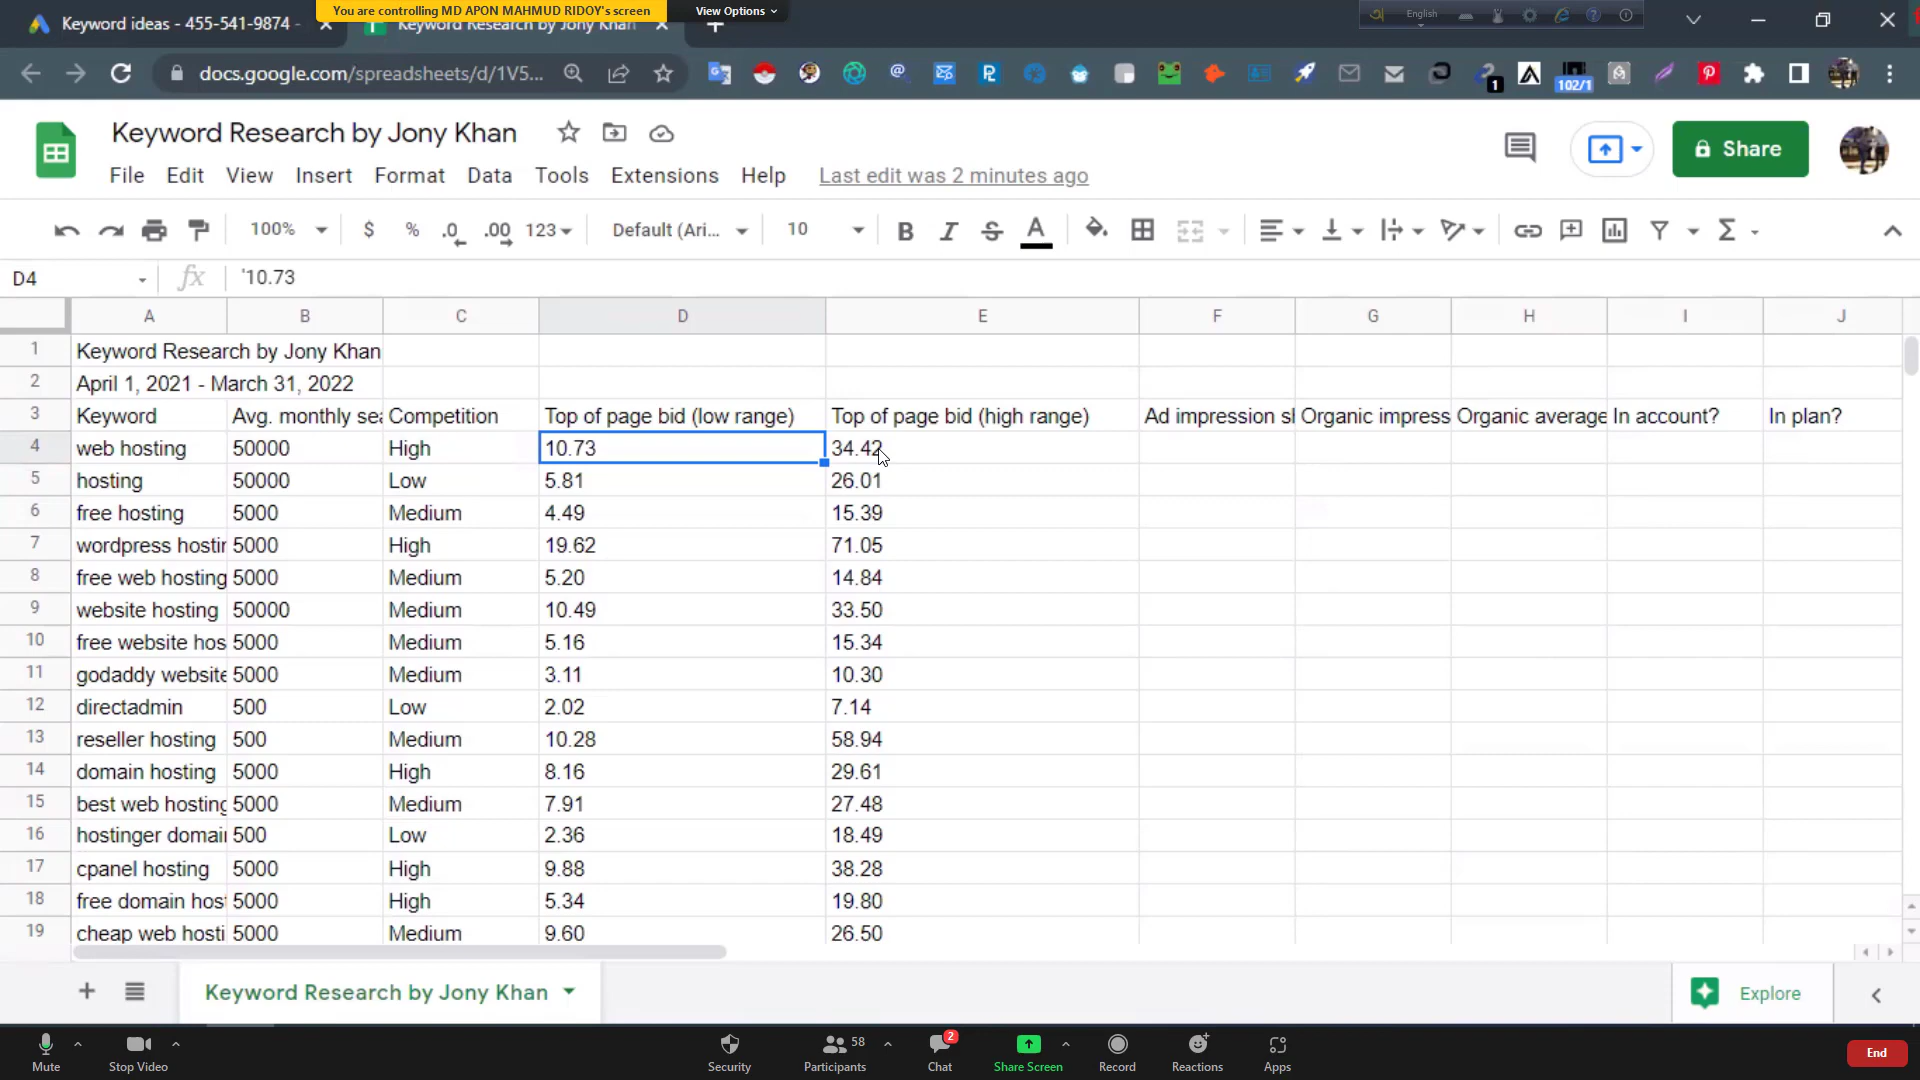 You are controlling MD APON MAHMUD RIDOY's screen
View Options
Keyword ideas - 455-541-9874 -
Keyword Research by Jony Khan
English
docs.google.com/spreadsheets/d/1V5...
1
102/1
Keyword Research by Jony Khan
Share
File Edit View Insert Format Data Tools Extensions Help Last edit was 2 minutes ago
100% $ % .0 .00 123 Default (Ari... 10 B I S A Σ
D4 fx '10.73
A B C D E F G H I J
1 Keyword Research by Jony Khan
2 April 1, 2021 - March 31, 2022
3 Keyword Avg. monthly sea Competition Top of page bid (low range) Top of page bid (high range) Ad impression sl Organic impress Organic average In account? In plan?
4 web hosting 50000 High 10.73 34.42
5 hosting 50000 Low 5.81 26.01
6 free hosting 5000 Medium 4.49 15.39
7 wordpress hostir 5000 High 19.62 71.05
8 free web hosting 5000 Medium 5.20 14.84
9 website hosting 50000 Medium 10.49 33.50
10 free website hos 5000 Medium 5.16 15.34
11 godaddy website 5000 Medium 3.11 10.30
12 directadmin 500 Low 2.02 7.14
13 reseller hosting 500 Medium 10.28 58.94
14 domain hosting 5000 High 8.16 29.61
15 best web hosting 5000 Medium 7.91 27.48
16 hostinger domai 500 Low 2.36 18.49
17 cpanel hosting 5000 High 9.88 38.28
18 free domain hos 5000 High 5.34 19.80
19 cheap web hosti 5000 Medium 9.60 26.50
Keyword Research by Jony Khan
Explore
58
2
Mute Stop Video Security Participants Chat Share Screen Record Reactions Apps End